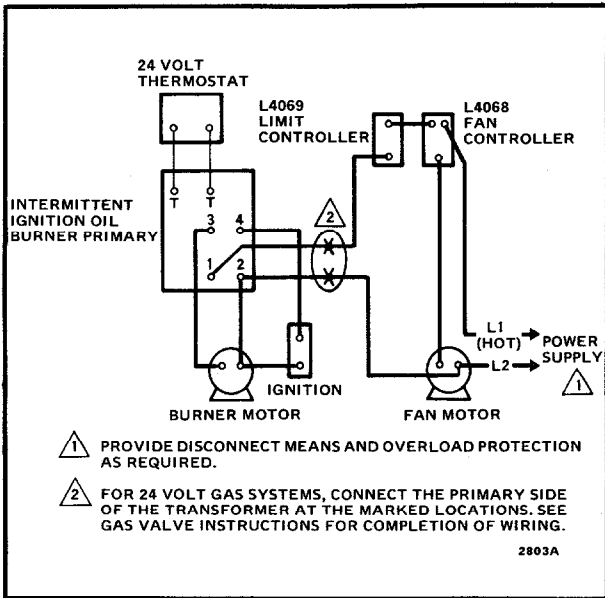 24 VOLT
THERMOSTAT
L4069
LIMIT
CONTROLLER
L4068
FAN
CONTROLLER
INTERMITTENT
IGNITION OIL
BURNER PRIMARY
T T
3 4
1 2
2
L1
(HOT)
L2
POWER
SUPPLY
1
IGNITION
BURNER MOTOR
FAN MOTOR
1 PROVIDE DISCONNECT MEANS AND OVERLOAD PROTECTION
AS REQUIRED.
2 FOR 24 VOLT GAS SYSTEMS, CONNECT THE PRIMARY SIDE
OF THE TRANSFORMER AT THE MARKED LOCATIONS. SEE
GAS VALVE INSTRUCTIONS FOR COMPLETION OF WIRING.
2803A